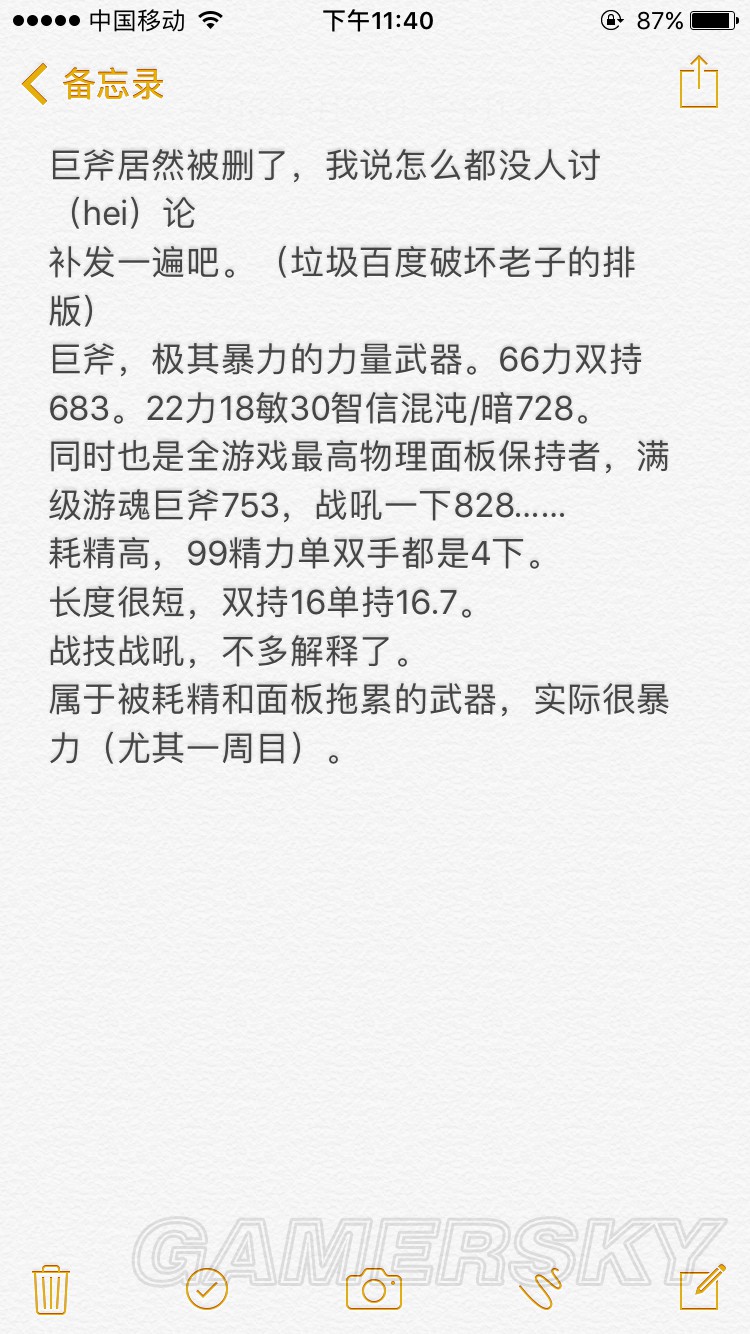 中国移动 下午11:40 87%
备忘录
巨斧居然被删了，我说怎么都没人讨
（hei）论
补发一遍吧。（垃圾百度破坏老子的排
版）
巨斧，极其暴力的力量武器。66力双持
683。22力18敏30智信混沌/暗728。
同时也是全游戏最高物理面板保持者，满
级游魂巨斧753，战吼一下828......
耗精高，99精力单双手都是4下。
长度很短，双持16单持16.7。
战技战吼，不多解释了。
属于被耗精和面板拖累的武器，实际很暴
力（尤其一周目）。
GAMERSKY